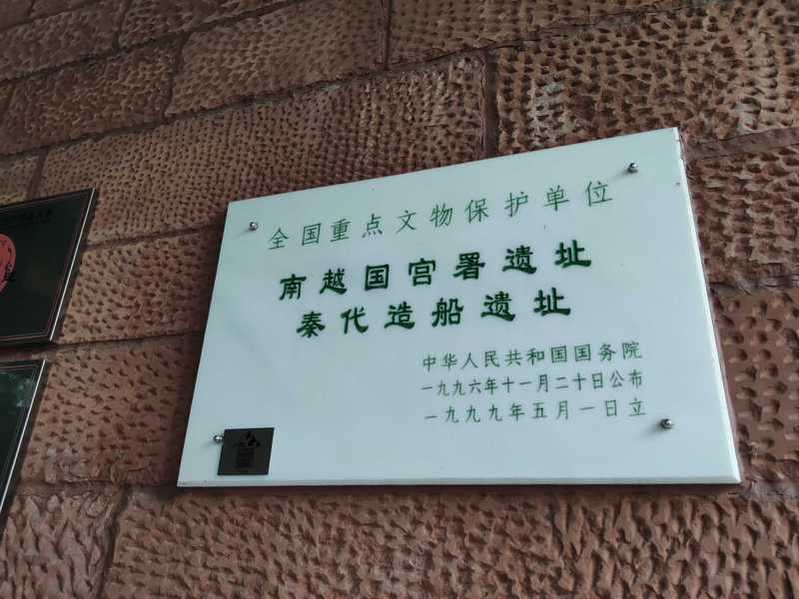 全国重点文物保护单位
南越国宫署遗址
秦代造船遗址
中华人民共和国国务院
一九九六年十一月二十日公布
一九九九年五月一日立